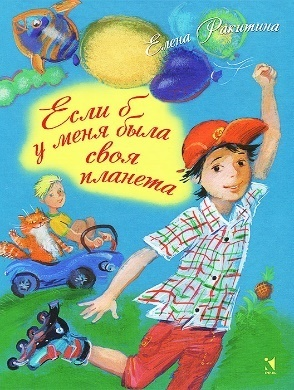 Елена Ракитина
Если б
у меня была
своя
планета